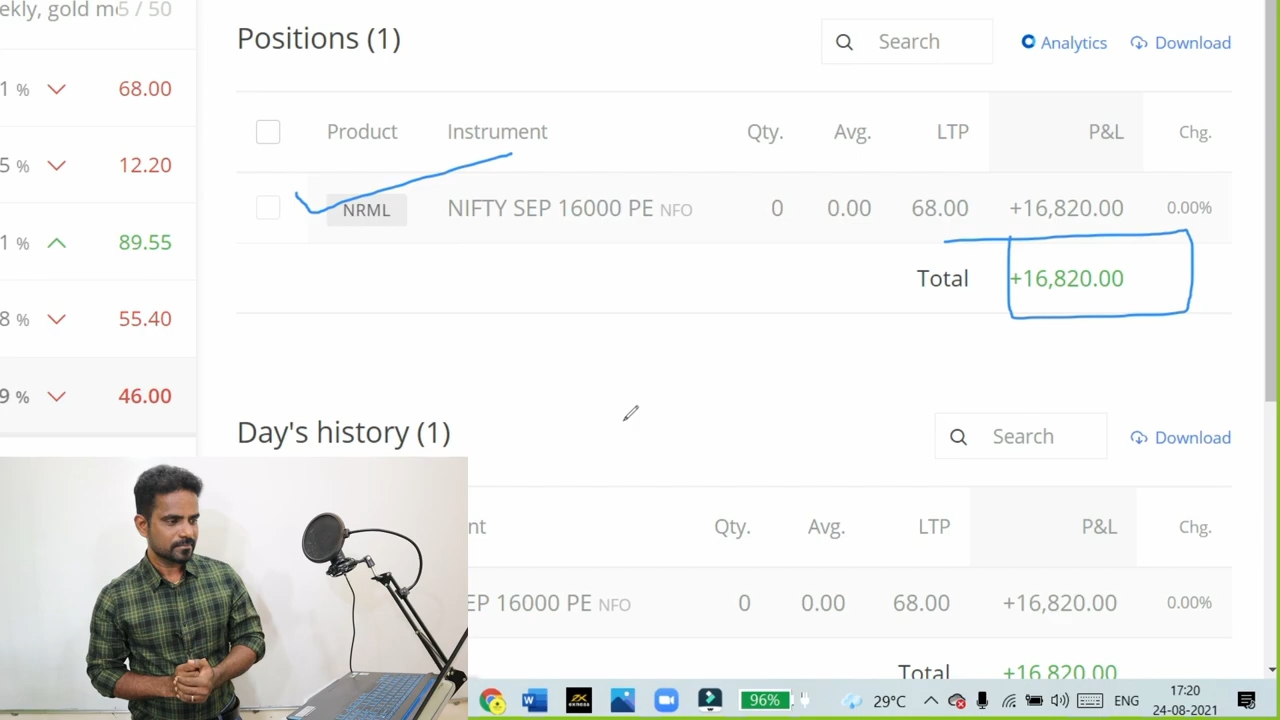 ekly, gold m 5 / 50
1 % 68.00
5 % 12.20
1 % 89.55
8 % 55.40
9 % 46.00
Positions (1) Search Analytics Download
Product Instrument Qty. Avg. LTP P&L Chg.
NRML NIFTY SEP 16000 PE NFO 0 0.00 68.00 +16,820.00 0.00%
Total +16,820.00
Day's history (1) Search Download
nt Qty. Avg. LTP P&L Chg.
EP 16000 PE NFO 0 0.00 68.00 +16,820.00 0.00%
Total +16,820.00
exness 96% 29°C ENG 17:20
24-08-2021